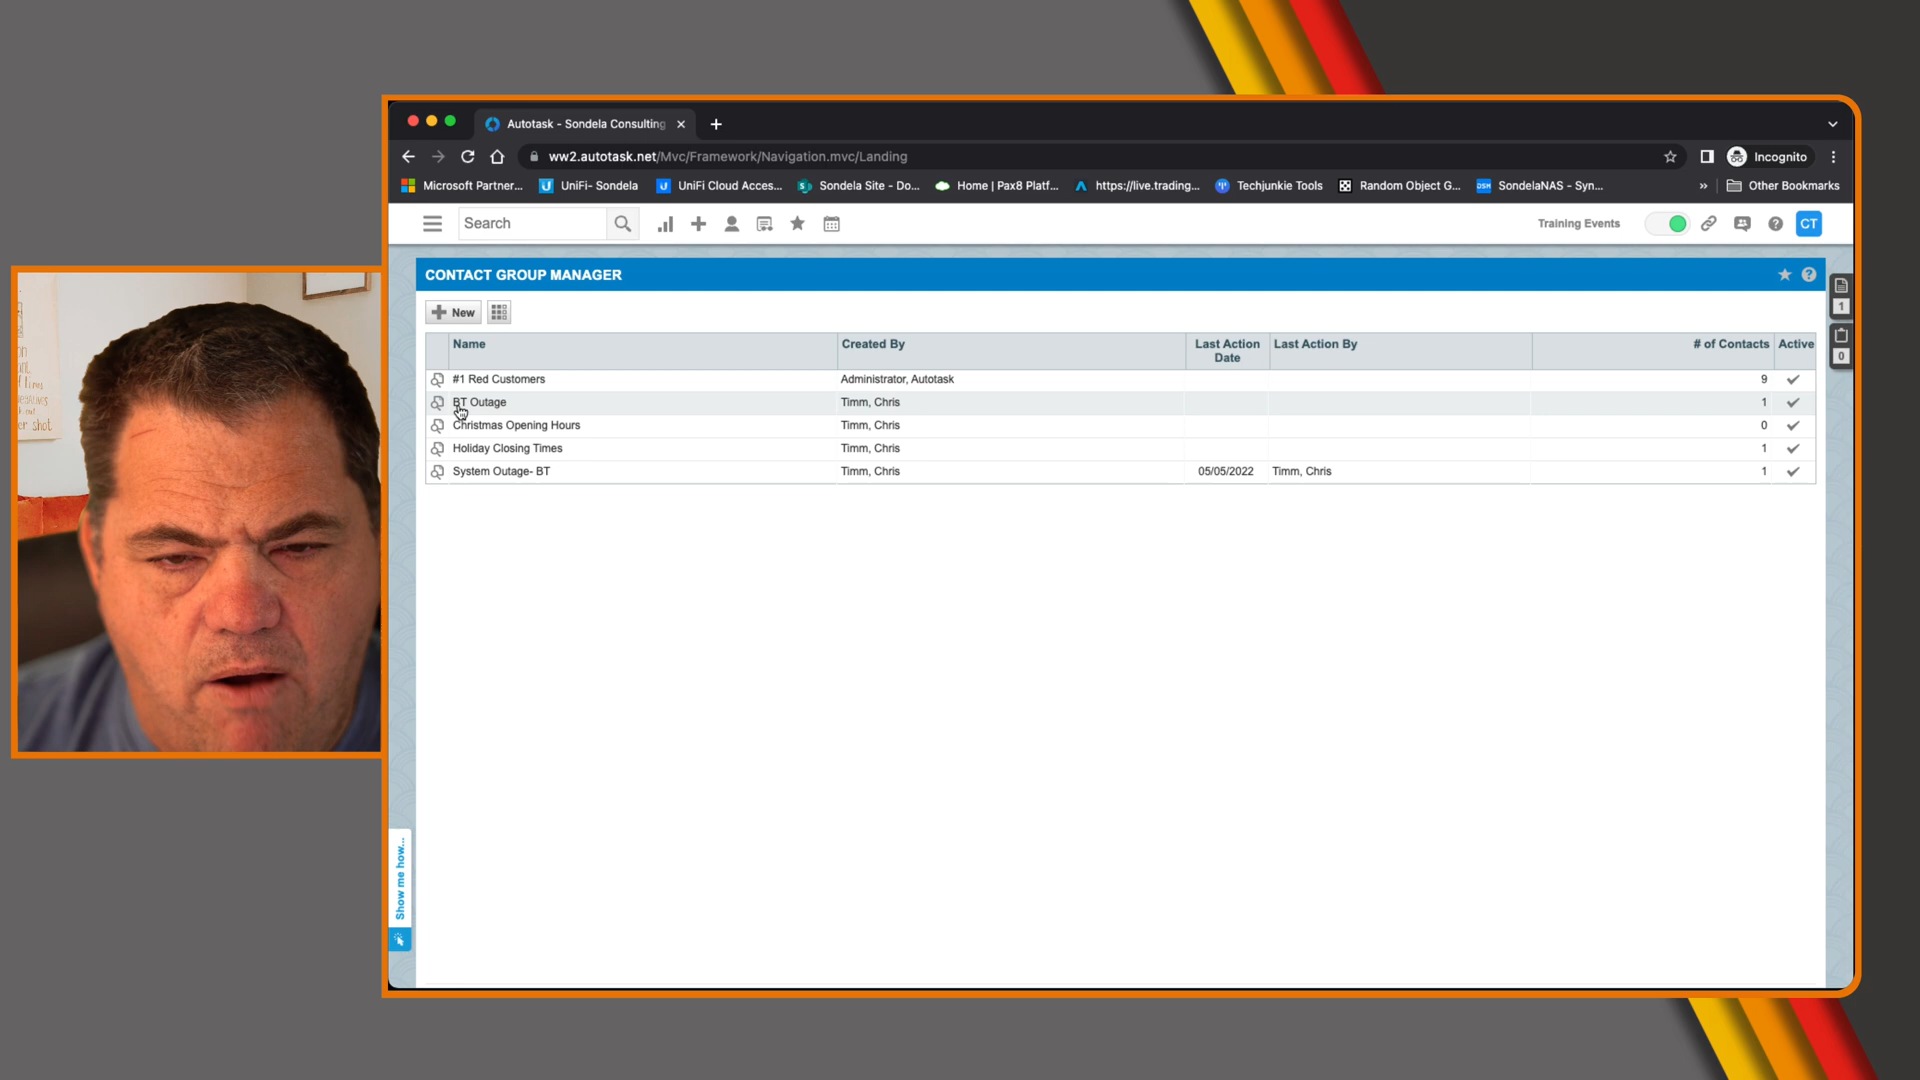 Autotask - Sondela Consulting
ww2.autotask.net/Mvc/Framework/Navigation.mvc/Landing
Incognito
Microsoft Partner...
UniFi- Sondela
UniFi Cloud Acces...
Sondela Site - Do...
Home | Pax8 Platf...
https://live.trading...
Techjunkie Tools
Random Object G...
DSM
SondelaNAS - Syn...
»
Other Bookmarks
Search
Training Events
CT
CONTACT GROUP MANAGER
New
Name Created By Last Action Date Last Action By # of Contacts Active
#1 Red Customers Administrator, Autotask 9
BT Outage Timm, Chris 1
Christmas Opening Hours Timm, Chris 0
Holiday Closing Times Timm, Chris 1
System Outage- BT Timm, Chris 05/05/2022 Timm, Chris 1
1
0
Show me how...
er shot